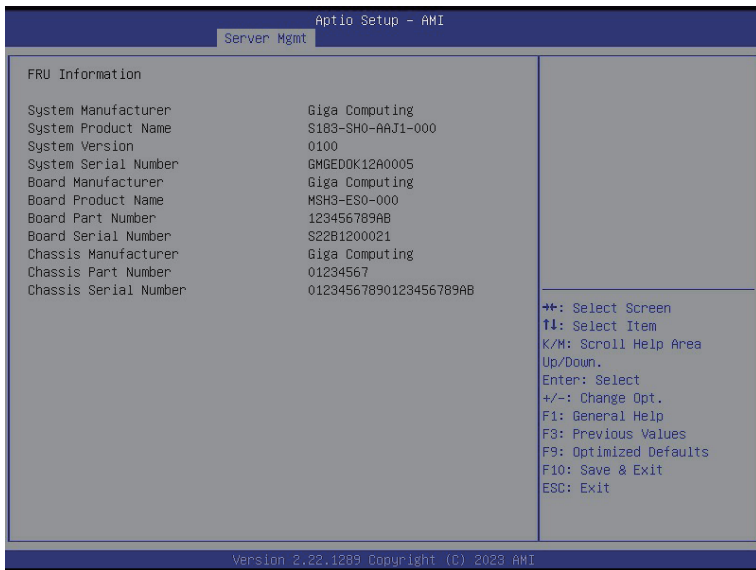 Aptio Setup – AMI
Server Mgmt
FRU Information
System Manufacturer Giga Computing
System Product Name S183-SH0-AAJ1-000
System Version 0100
System Serial Number GMGEDOK12A0005
Board Manufacturer Giga Computing
Board Product Name MSH3-ES0-000
Board Part Number 123456789AB
Board Serial Number S22B1200021
Chassis Manufacturer Giga Computing
Chassis Part Number 01234567
Chassis Serial Number 01234567890123456789AB
→←: Select Screen
↑↓: Select Item
K/M: Scroll Help Area
Up/Down.
Enter: Select
+/-: Change Opt.
F1: General Help
F3: Previous Values
F9: Optimized Defaults
F10: Save & Exit
ESC: Exit
Version 2.22.1289 Copyright (C) 2023 AMI